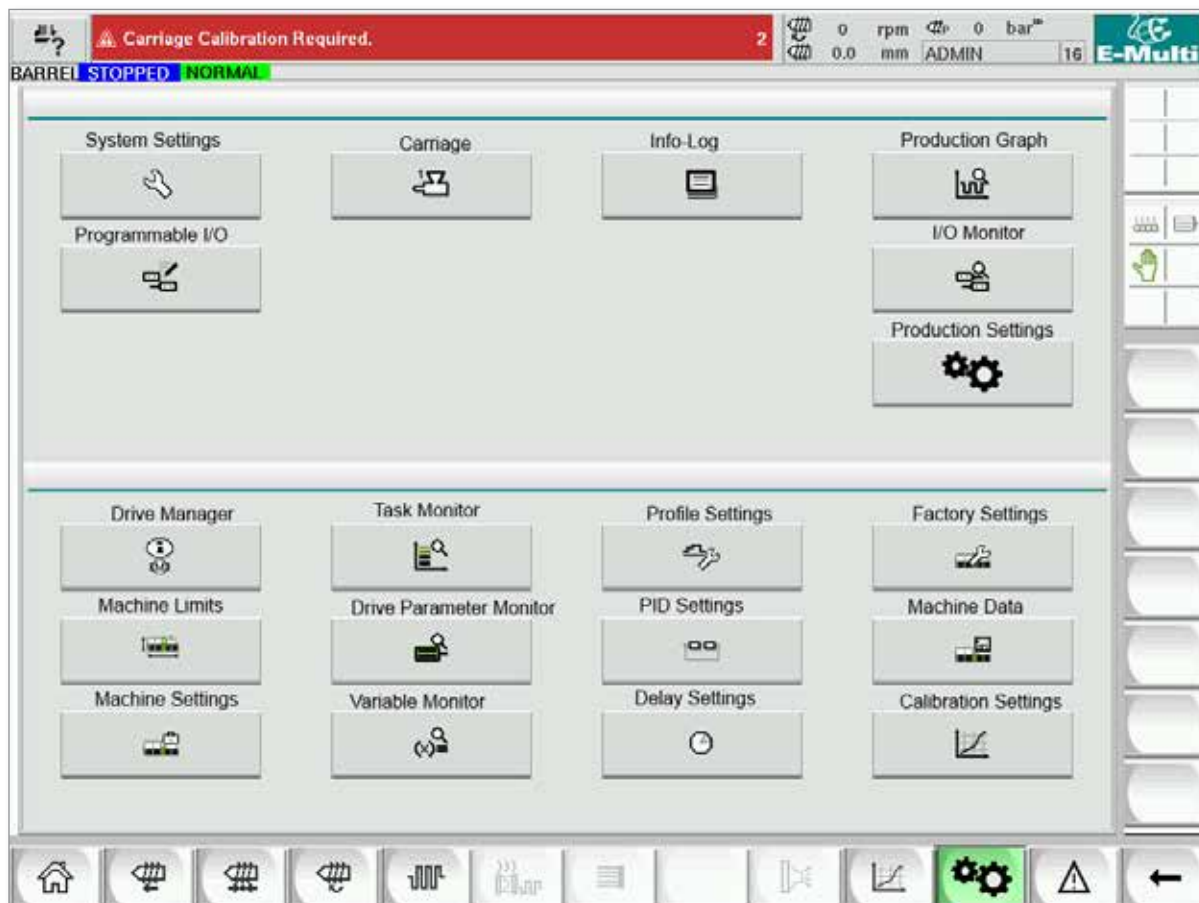 Carriage Calibration Required. 2
0 rpm 0 bar
0.0 mm ADMIN 16
E-Multi
BARREL STOPPED NORMAL
System Settings Carriage Info-Log Production Graph
Programmable I/O I/O Monitor
Production Settings
Drive Manager Task Monitor Profile Settings Factory Settings
Machine Limits Drive Parameter Monitor PID Settings Machine Data
Machine Settings Variable Monitor Delay Settings Calibration Settings